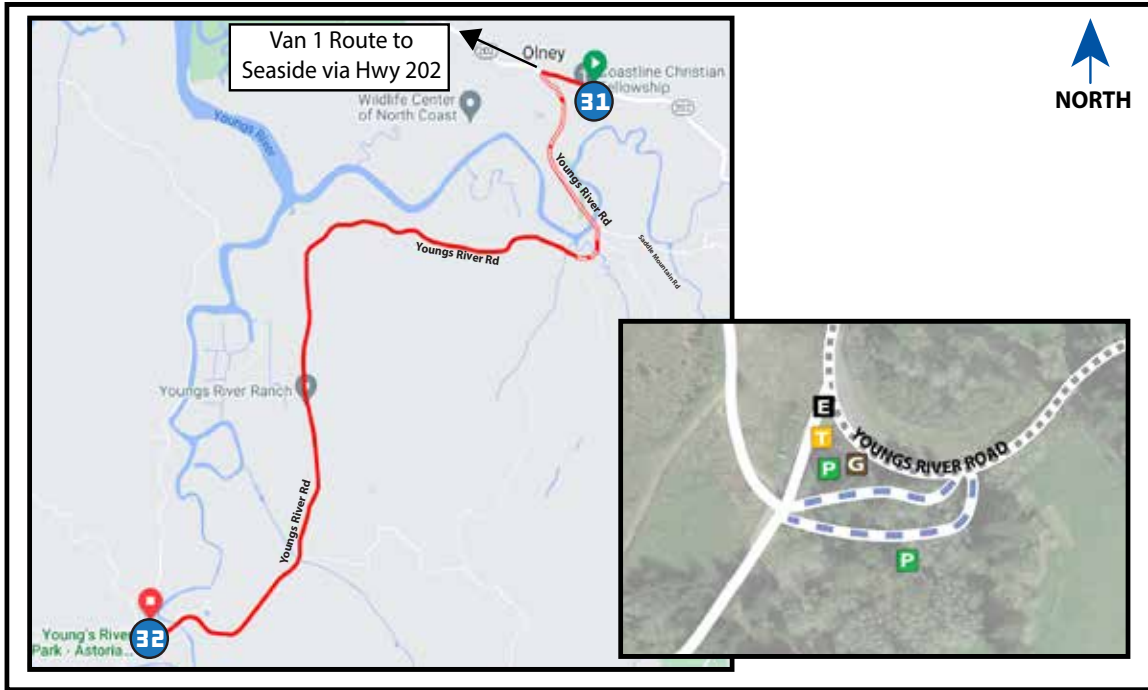 Van 1 Route to
Seaside via Hwy 202
202
Olney
Coastline Christian
Fellowship
31
202
NORTH
Wildlife Center
of North Coast
Youngs River
Youngs River Rd
Youngs River Rd
Saddle Mountain Rd
Youngs River Ranch
Youngs River Rd
Young's River
Park - Astoria...
32
E
T
P
G
YOUNGS RIVER ROAD
P